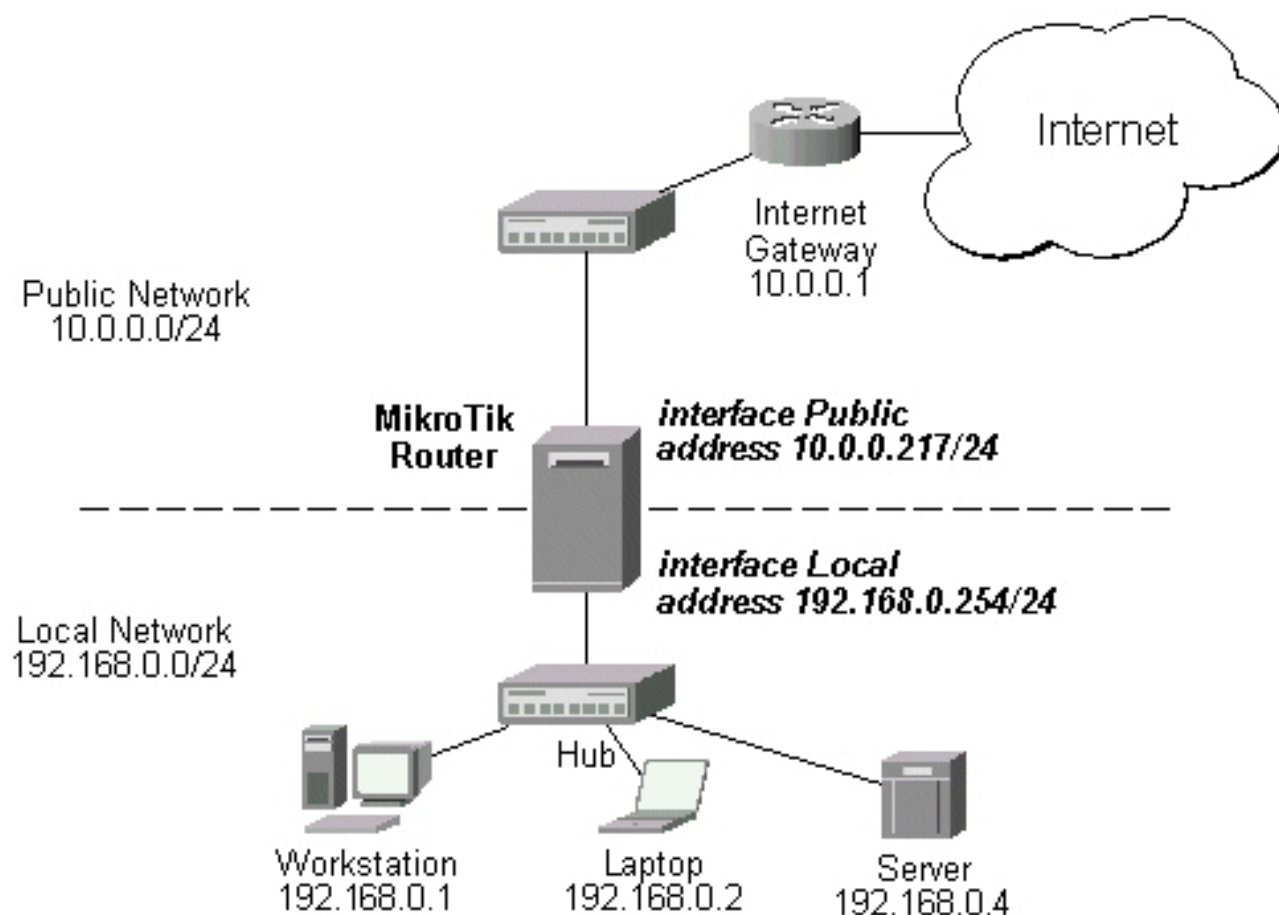 Internet
Internet
Gateway
10.0.0.1
Public Network
10.0.0.0/24
MikroTik
Router
interface Public
address 10.0.0.217/24
interface Local
address 192.168.0.254/24
Local Network
192.168.0.0/24
Hub
Workstation
192.168.0.1
Laptop
192.168.0.2
Server
192.168.0.4